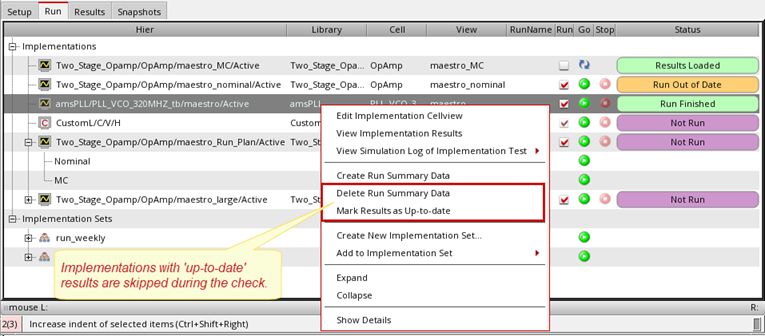 Setup Run Results Snapshots
Hier Library Cell View RunName Run Go Stop Status
Implementations
Two_Stage_Opamp/OpAmp/maestro_MC/Active Two_Stage_Opa... OpAmp maestro_MC Results Loaded
Two_Stage_Opamp/OpAmp/maestro_nominal/Active Two_Stage_Opa... OpAmp maestro_nominal Run Out of Date
amsPLL/PLL_VCO_320MHZ_tb/maestro/Active amsPLL PLL_VCO_3... maestro Run Finished
C CustomL/C/V/H Custom Not Run
Two_Stage_Opamp/OpAmp/maestro_Run_Plan/Active Two_St Not Run
Nominal
MC
Two_Stage_Opamp/OpAmp/maestro_large/Active Two_St Not Run
Implementation Sets
run_weekly
Edit Implementation Cellview
View Implementation Results
View Simulation Log of Implementation Test
Create Run Summary Data
Delete Run Summary Data
Mark Results as Up-to-date
Create New Implementation Set...
Add to Implementation Set
Expand
Collapse
Show Details
Implementations with 'up-to-date'
results are skipped during the check.
mouse L: R:
2(3) Increase indent of selected items (Ctrl+Shift+Right)